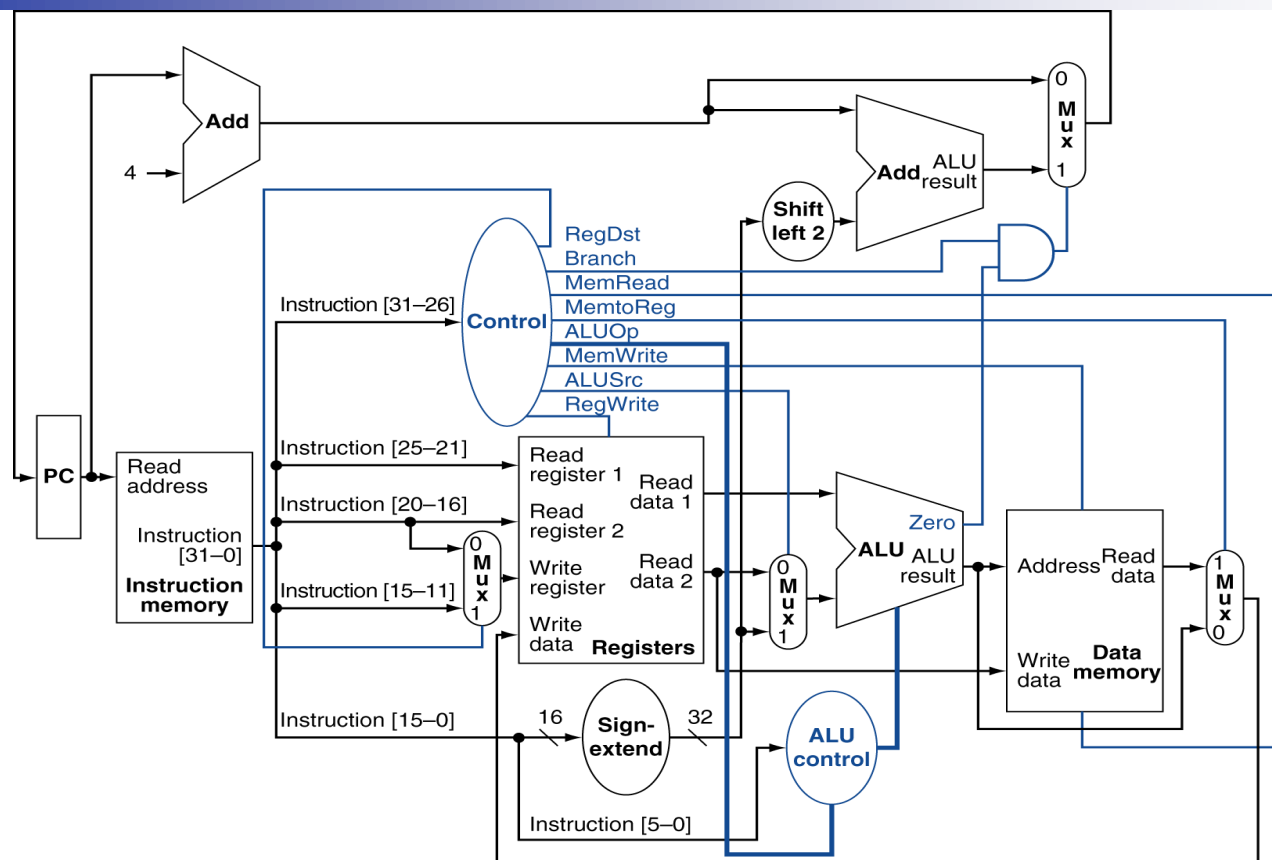 Add
4
0
M
u
x
1
Add
ALU
result
Shift
left 2
RegDst
Branch
MemRead
MemtoReg
ALUOp
MemWrite
ALUSrc
RegWrite
Control
Instruction [31–26]
Instruction [25–21]
Instruction [20–16]
Instruction [15–11]
Instruction [15–0]
Instruction [5–0]
PC
Read
address
Instruction
[31–0]
Instruction
memory
0
M
u
x
1
Read
register 1
Read
register 2
Write
register
Write
data
Read
data 1
Read
data 2
Registers
16
Sign-
extend
32
0
M
u
x
1
Zero
ALU
ALU
result
ALU
control
Address
Read
data
Write
data
Data
memory
1
M
u
x
0